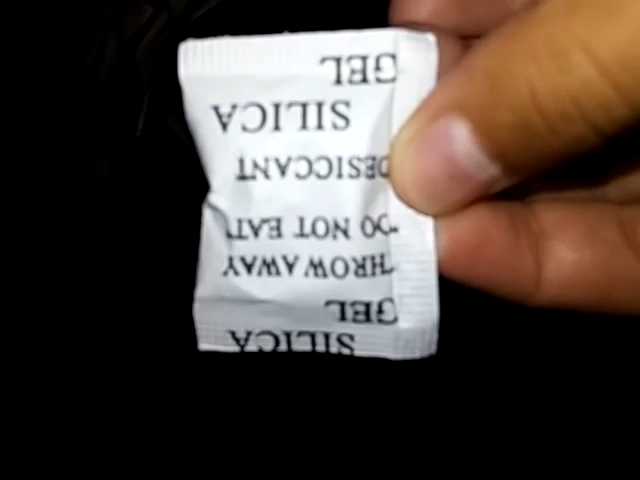 SILICA
GEL
THROW AWAY
"DO NOT EAT"
DESICCANT
SILICA
GEL